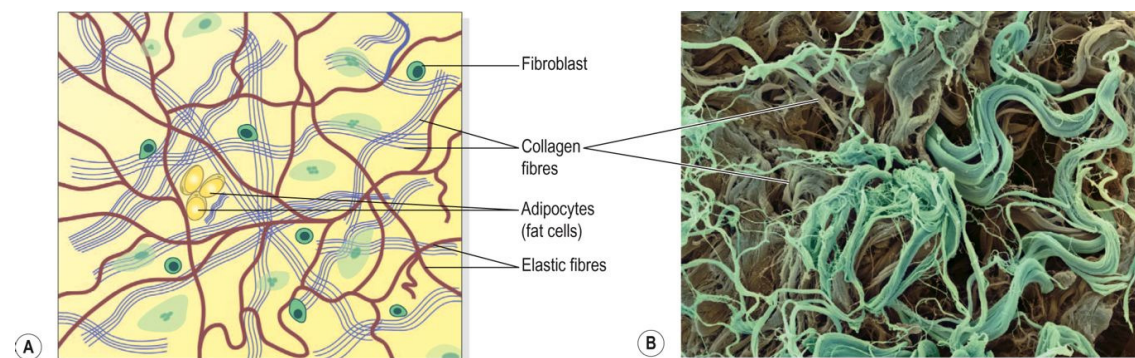 Fibroblast
Collagen
fibres
Adipocytes
(fat cells)
Elastic fibres
A
B